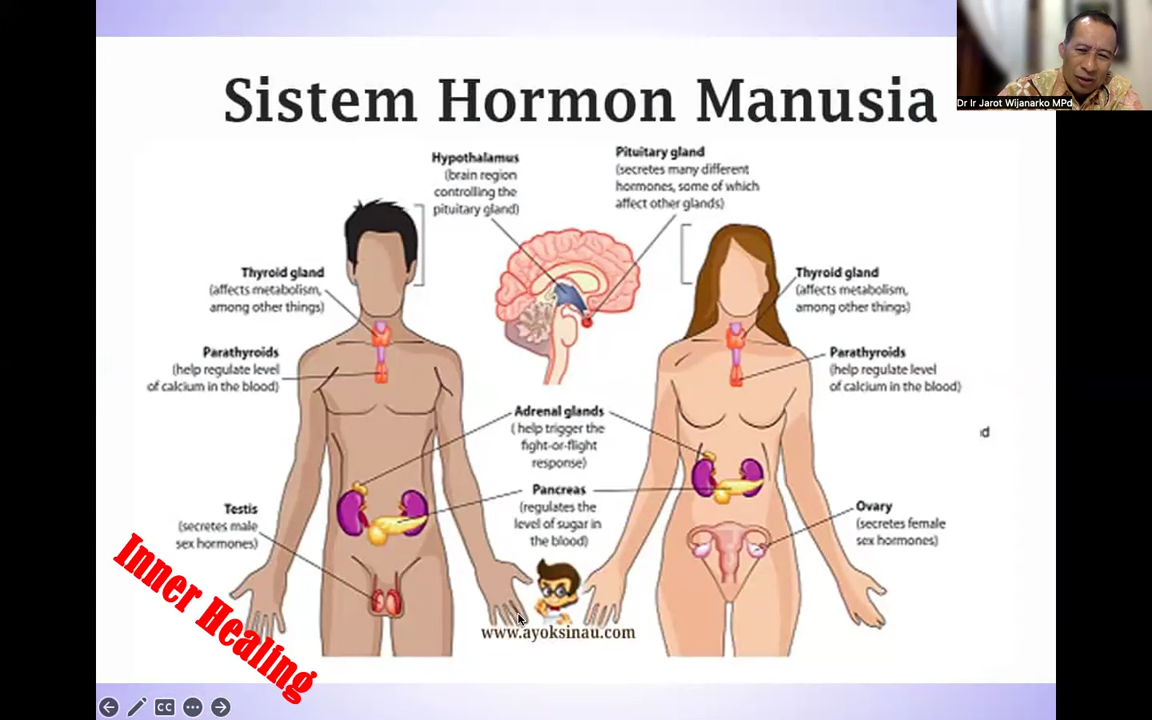 Sistem Hormon Manusia
Dr Ir Jarot Wijanarko MPd
Hypothalamus
(brain region
controlling the
pituitary gland)
Pituitary gland
(secretes many different
hormones, some of which
affect other glands)
Thyroid gland
(affects metabolism,
among other things)
Thyroid gland
(affects metabolism,
among other things)
Parathyroids
(help regulate level
of calcium in the blood)
Parathyroids
(help regulate level
of calcium in the blood)
Adrenal glands
( help trigger the
fight-or-flight
response)
d
Pancreas
(regulates the
level of sugar in
the blood)
Testis
(secretes male
sex hormones)
Ovary
(secretes female
sex hormones)
Inner Healing
www.ayoksinau.com
CC